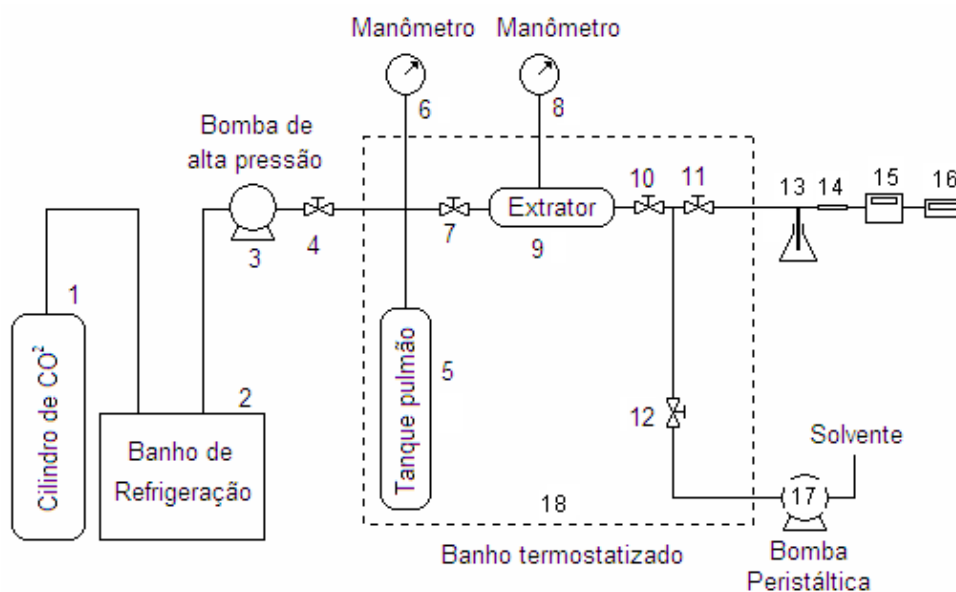 Manômetro
Manômetro
6
8
Bomba de
alta pressão
10
11
13
14
15
16
Extrator
1
3
4
7
9
Cilindro de CO²
2
Banho de
Refrigeração
Tanque pulmão
5
12
Solvente
17
18
Banho termostatizado
Bomba
Peristáltica